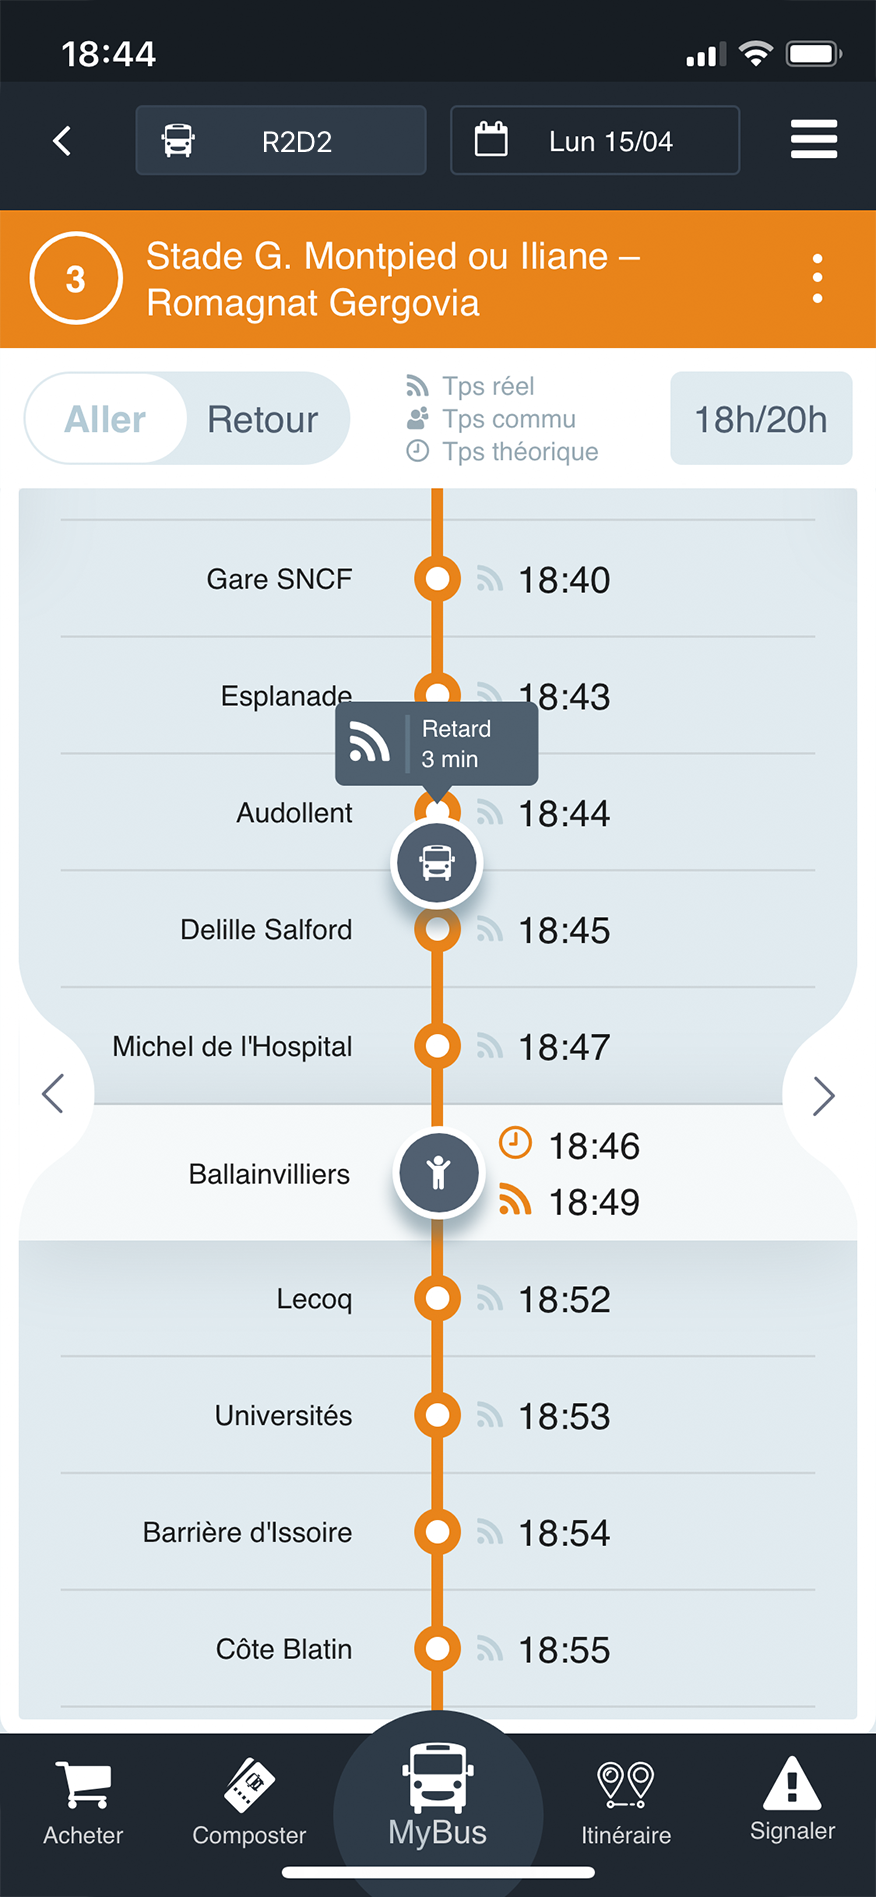 18:44
R2D2
Lun 15/04
3
Stade G. Montpied ou Iliane –
Romagnat Gergovia
Aller
Retour
Tps réel
Tps commu
Tps théorique
18h/20h
Gare SNCF 18:40
Esplanade 18:43
Retard
3 min
Audollent 18:44
Delille Salford 18:45
Michel de l'Hospital 18:47
Ballainvilliers
18:46
18:49
Lecoq 18:52
Universités 18:53
Barrière d'Issoire 18:54
Côte Blatin 18:55
Acheter
Composter
MyBus
Itinéraire
Signaler